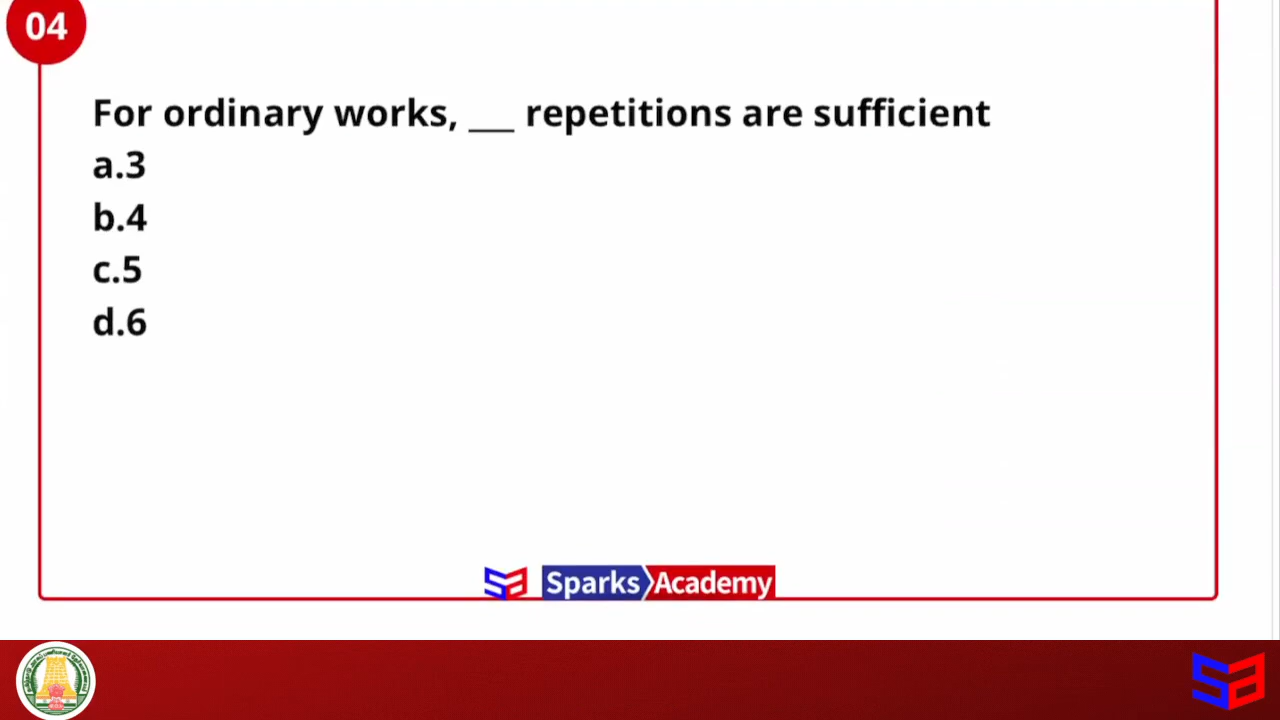 04
For ordinary works, ___ repetitions are sufficient
a.3
b.4
c.5
d.6
Sparks Academy